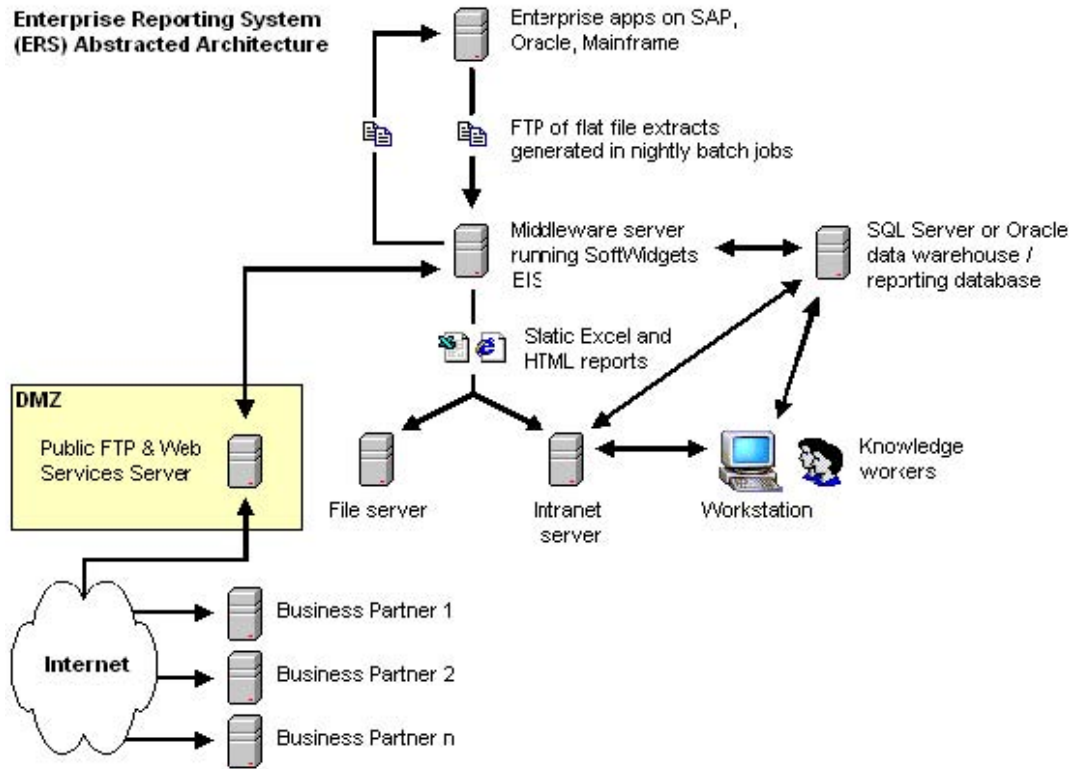 Enterprise Reporting System
(ERS) Abstracted Architecture
Enterprise apps on SAP,
Oracle, Mainframe
FTP of flat file extracts
generated in nightly batch jobs
Middleware server
running SoftWidgets
EIS
SQL Server or Oracle
data warehouse /
reporting database
Static Excel and
HTML reports
DMZ
Public FTP & Web
Services Server
File server
Intranet
server
Workstation
Knowledge
workers
Internet
Business Partner 1
Business Partner 2
Business Partner n